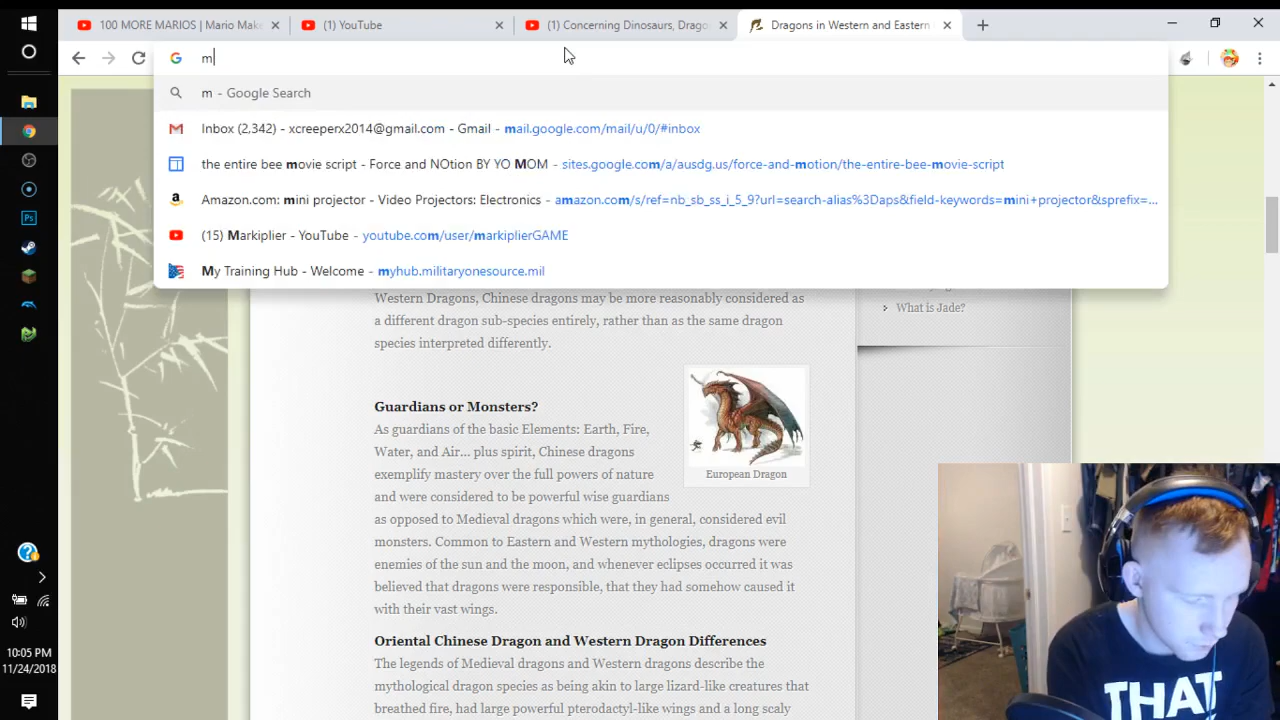 100 MORE MARIOS | Mario Make
(1) YouTube
(1) Concerning Dinosaurs, Drago
Dragons in Western and Eastern
m
m - Google Search
Inbox (2,342) - xcreeperx2014@gmail.com - Gmail - mail.google.com/mail/u/0/#inbox
the entire bee movie script - Force and NOtion BY YO MOM - sites.google.com/a/ausdg.us/force-and-motion/the-entire-bee-movie-script
Amazon.com: mini projector - Video Projectors: Electronics - amazon.com/s/ref=nb_sb_ss_i_5_9?url=search-alias%3Daps&field-keywords=mini+projector&sprefix=...
(15) Markiplier - YouTube - youtube.com/user/markiplierGAME
My Training Hub - Welcome - myhub.militaryonesource.mil
Western Dragons, Chinese dragons may be more reasonably considered as
a different dragon sub-species entirely, rather than as the same dragon
species interpreted differently.
What is Jade?
Guardians or Monsters?
As guardians of the basic Elements: Earth, Fire,
Water, and Air... plus spirit, Chinese dragons
exemplify mastery over the full powers of nature
and were considered to be powerful wise guardians
as opposed to Medieval dragons which were, in general, considered evil
monsters. Common to Eastern and Western mythologies, dragons were
enemies of the sun and the moon, and whenever eclipses occurred it was
believed that dragons were responsible, that they had somehow caused it
with their vast wings.
European Dragon
Oriental Chinese Dragon and Western Dragon Differences
The legends of Medieval dragons and Western dragons describe the
mythological dragon species as being akin to large lizard-like creatures that
breathed fire, had large powerful pterodactyl-like wings and a long scaly
Ps
10:05 PM
11/24/2018
THAT